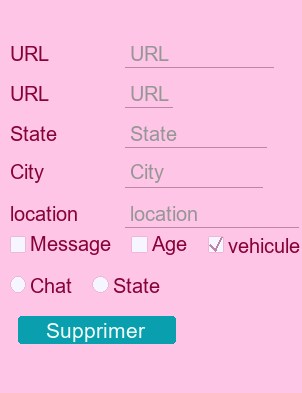 URL URL
URL URL
State State
City City
location location
Message Age vehicule
Chat State
Supprimer